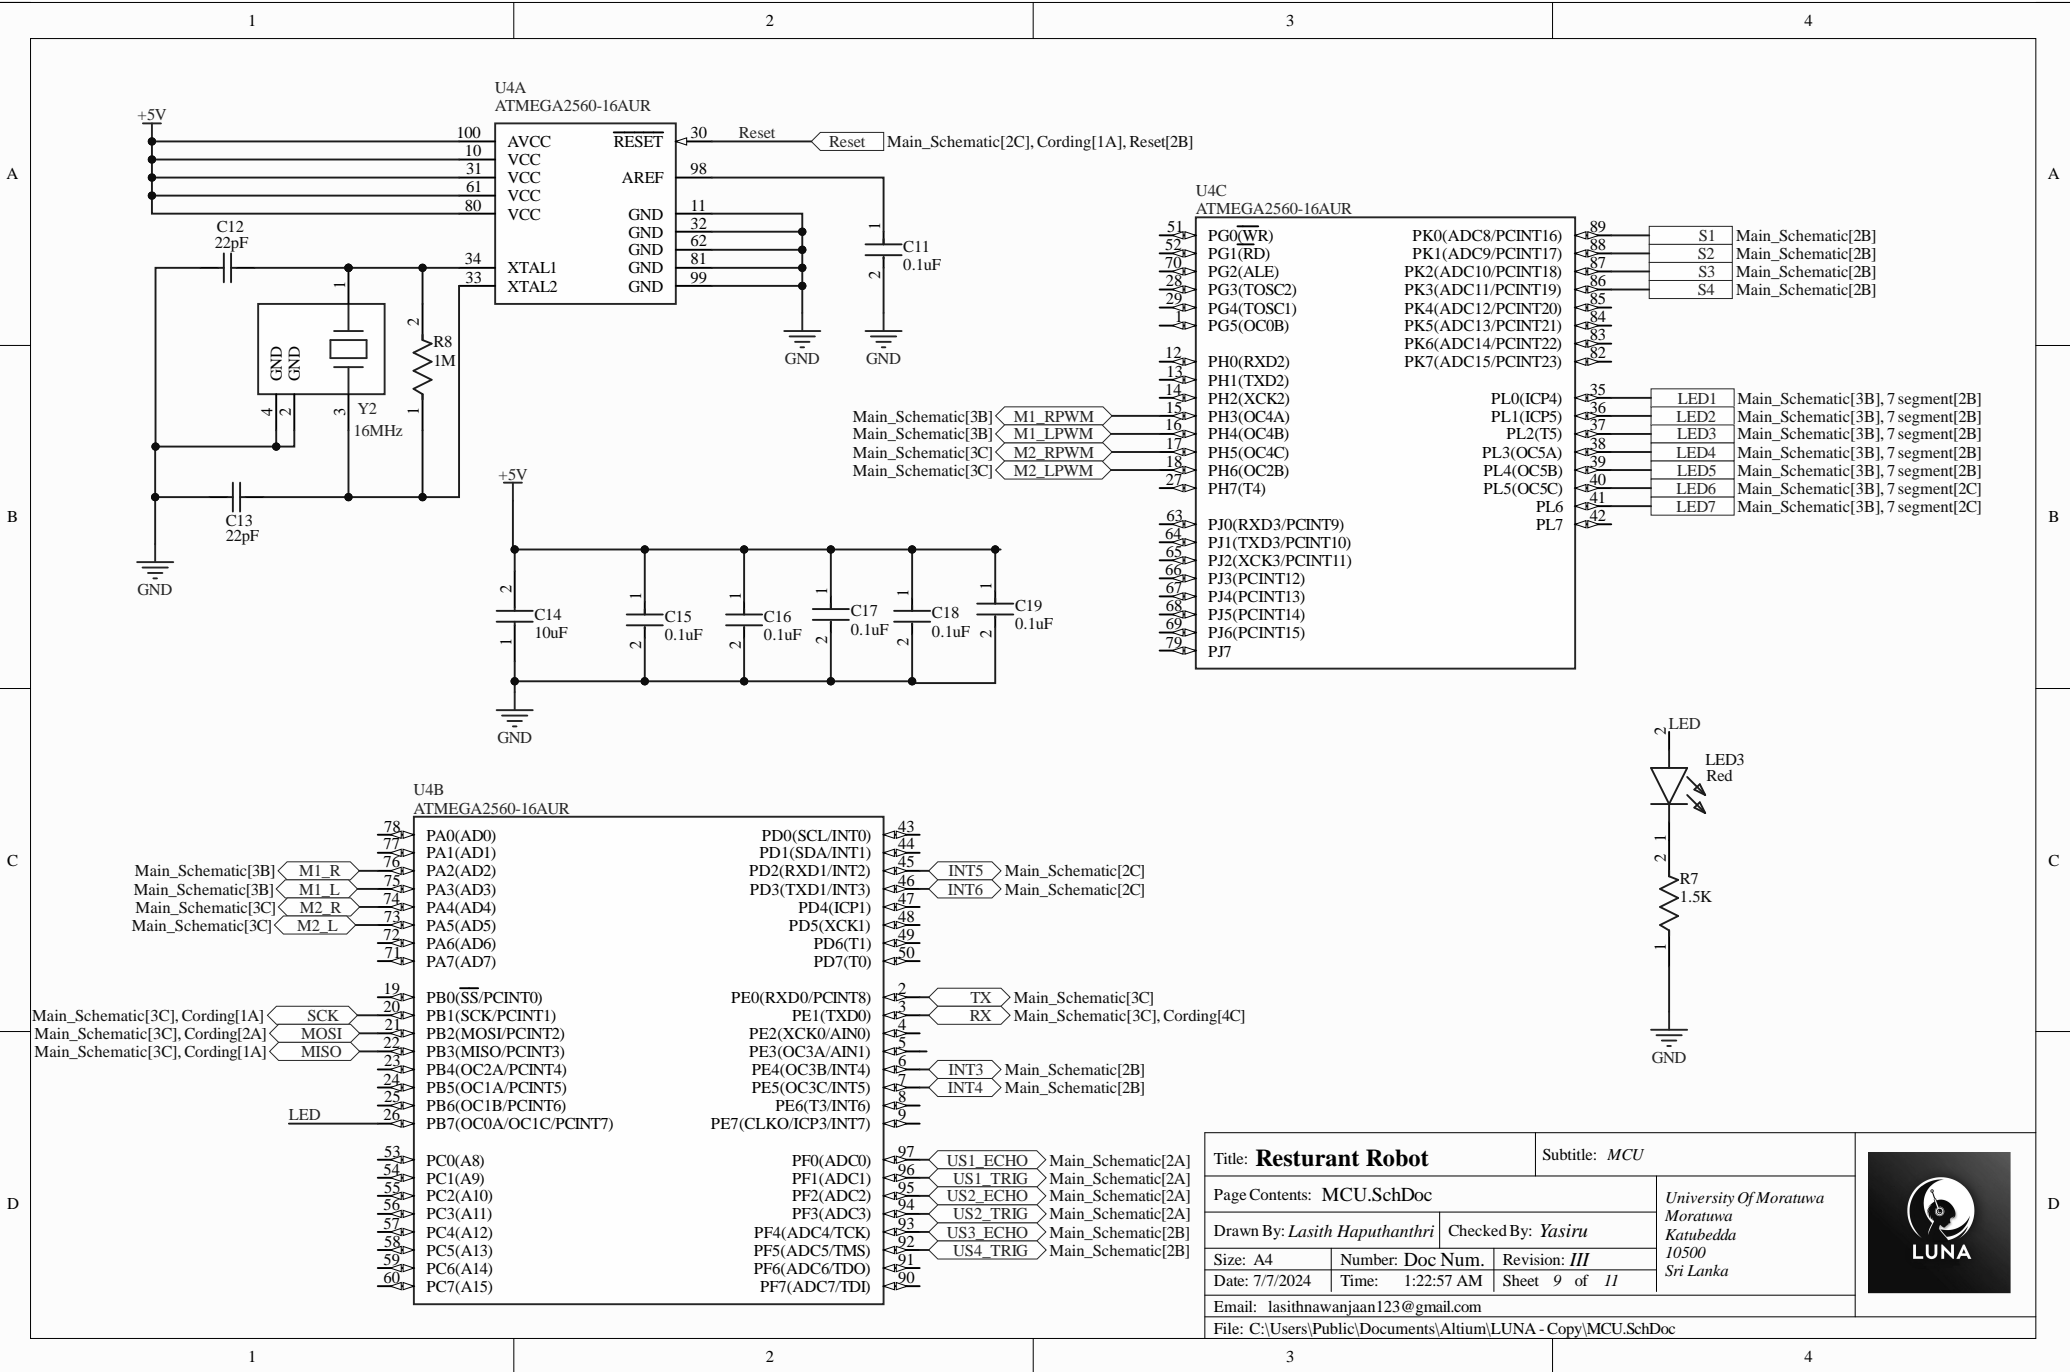 1 2 3 4
A A
B B
C C
D D
1 2 3 4
U4A
ATMEGA2560-16AUR
+5V
100 AVCC
10 VCC
31 VCC
61 VCC
80 VCC
34 XTAL1
33 XTAL2
RESET 30 Reset Reset Main_Schematic[2C], Cording[1A], Reset[2B]
AREF 98
GND 11
GND 32
GND 62
GND 81
GND 99
1
C11
0.1uF
2
GND GND
C12
22pF
1
GND
GND
4 2 3
Y2
16MHz
2
R8
1M
1
C13
22pF
GND
+5V
2 C14 10uF 1
1 C15 0.1uF 2
1 C16 0.1uF 2
1 C17 0.1uF 2
1 C18 0.1uF 2
1 C19 0.1uF 2
GND
U4C
ATMEGA2560-16AUR
51 PG0(WR)
52 PG1(RD)
70 PG2(ALE)
28 PG3(TOSC2)
29 PG4(TOSC1)
1 PG5(OC0B)
12 PH0(RXD2)
13 PH1(TXD2)
14 PH2(XCK2)
Main_Schematic[3B] M1_RPWM 15 PH3(OC4A)
Main_Schematic[3B] M1_LPWM 16 PH4(OC4B)
Main_Schematic[3C] M2_RPWM 17 PH5(OC4C)
Main_Schematic[3C] M2_LPWM 18 PH6(OC2B)
27 PH7(T4)
63 PJ0(RXD3/PCINT9)
64 PJ1(TXD3/PCINT10)
65 PJ2(XCK3/PCINT11)
66 PJ3(PCINT12)
67 PJ4(PCINT13)
68 PJ5(PCINT14)
69 PJ6(PCINT15)
79 PJ7
PK0(ADC8/PCINT16) 89 S1 Main_Schematic[2B]
PK1(ADC9/PCINT17) 88 S2 Main_Schematic[2B]
PK2(ADC10/PCINT18) 87 S3 Main_Schematic[2B]
PK3(ADC11/PCINT19) 86 S4 Main_Schematic[2B]
PK4(ADC12/PCINT20) 85
PK5(ADC13/PCINT21) 84
PK6(ADC14/PCINT22) 83
PK7(ADC15/PCINT23) 82
PL0(ICP4) 35 LED1 Main_Schematic[3B], 7 segment[2B]
PL1(ICP5) 36 LED2 Main_Schematic[3B], 7 segment[2B]
PL2(T5) 37 LED3 Main_Schematic[3B], 7 segment[2B]
PL3(OC5A) 38 LED4 Main_Schematic[3B], 7 segment[2B]
PL4(OC5B) 39 LED5 Main_Schematic[3B], 7 segment[2B]
PL5(OC5C) 40 LED6 Main_Schematic[3B], 7 segment[2C]
PL6 41 LED7 Main_Schematic[3B], 7 segment[2C]
PL7 42
LED
2
LED3
Red
1
2
R7
1.5K
1
GND
U4B
ATMEGA2560-16AUR
78 PA0(AD0)
77 PA1(AD1)
Main_Schematic[3B] M1_R 76 PA2(AD2)
Main_Schematic[3B] M1_L 75 PA3(AD3)
Main_Schematic[3C] M2_R 74 PA4(AD4)
Main_Schematic[3C] M2_L 73 PA5(AD5)
72 PA6(AD6)
71 PA7(AD7)
19 PB0(SS/PCINT0)
Main_Schematic[3C], Cording[1A] SCK 20 PB1(SCK/PCINT1)
Main_Schematic[3C], Cording[2A] MOSI 21 PB2(MOSI/PCINT2)
Main_Schematic[3C], Cording[1A] MISO 22 PB3(MISO/PCINT3)
23 PB4(OC2A/PCINT4)
24 PB5(OC1A/PCINT5)
25 PB6(OC1B/PCINT6)
LED 26 PB7(OC0A/OC1C/PCINT7)
53 PC0(A8)
54 PC1(A9)
55 PC2(A10)
56 PC3(A11)
57 PC4(A12)
58 PC5(A13)
59 PC6(A14)
60 PC7(A15)
PD0(SCL/INT0) 43
PD1(SDA/INT1) 44
PD2(RXD1/INT2) 45 INT5 Main_Schematic[2C]
PD3(TXD1/INT3) 46 INT6 Main_Schematic[2C]
PD4(ICP1) 47
PD5(XCK1) 48
PD6(T1) 49
PD7(T0) 50
PE0(RXD0/PCINT8) 2 TX Main_Schematic[3C]
PE1(TXD0) 3 RX Main_Schematic[3C], Cording[4C]
PE2(XCK0/AIN0) 4
PE3(OC3A/AIN1) 5
PE4(OC3B/INT4) 6 INT3 Main_Schematic[2B]
PE5(OC3C/INT5) 7 INT4 Main_Schematic[2B]
PE6(T3/INT6) 8
PE7(CLKO/ICP3/INT7) 9
PF0(ADC0) 97 US1_ECHO Main_Schematic[2A]
PF1(ADC1) 96 US1_TRIG Main_Schematic[2A]
PF2(ADC2) 95 US2_ECHO Main_Schematic[2A]
PF3(ADC3) 94 US2_TRIG Main_Schematic[2A]
PF4(ADC4/TCK) 93 US3_ECHO Main_Schematic[2B]
PF5(ADC5/TMS) 92 US4_TRIG Main_Schematic[2B]
PF6(ADC6/TDO) 91
PF7(ADC7/TDI) 90
Title: Resturant Robot Subtitle: MCU
Page Contents: MCU.SchDoc
Drawn By: Lasith Haputhanthri Checked By: Yasiru
Size: A4 Number: Doc Num. Revision: III
Date: 7/7/2024 Time: 1:22:57 AM Sheet 9 of 11
University Of Moratuwa
Moratuwa
Katubedda
10500
Sri Lanka
Email: lasithnawanjaan123@gmail.com
File: C:\Users\Public\Documents\Altium\LUNA - Copy\MCU.SchDoc
LUNA